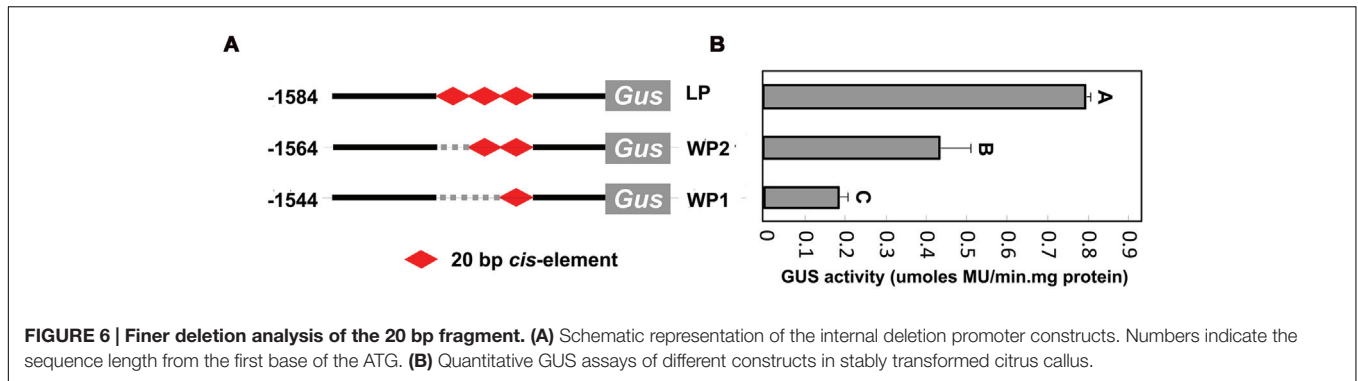 A
B
-1584 Gus LP A
-1564 Gus WP2 B
-1544 Gus WP1 C
0 0.1 0.2 0.3 0.4 0.5 0.6 0.7 0.8 0.9
20 bp cis-element
GUS activity (umoles MU/min.mg protein)
FIGURE 6 | Finer deletion analysis of the 20 bp fragment. (A) Schematic representation of the internal deletion promoter constructs. Numbers indicate the
sequence length from the first base of the ATG. (B) Quantitative GUS assays of different constructs in stably transformed citrus callus.